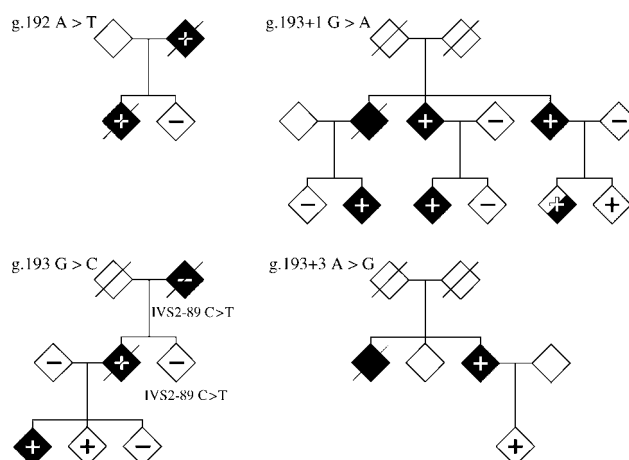 g.192 A > T
g.193+1 G > A
g.193 G > C
IVS2-89 C>T
IVS2-89 C>T
g.193+3 A > G